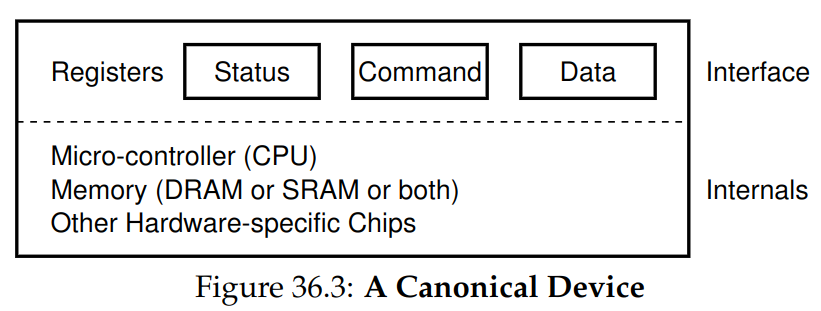 Registers Status Command Data Interface
Micro-controller (CPU)
Memory (DRAM or SRAM or both) Internals
Other Hardware-specific Chips
Figure 36.3: A Canonical Device